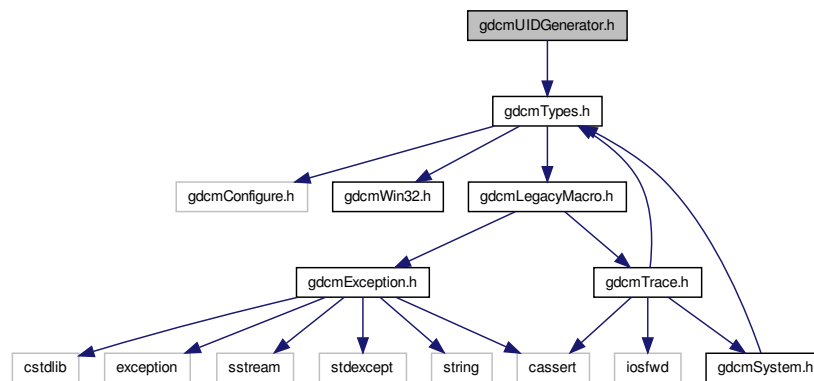 gdcmUIDGenerator.h
gdcmTypes.h
gdcmConfigure.h
gdcmWin32.h
gdcmLegacyMacro.h
gdcmException.h
gdcmTrace.h
cstdlib
exception
sstream
stdexcept
string
cassert
iosfwd
gdcmSystem.h